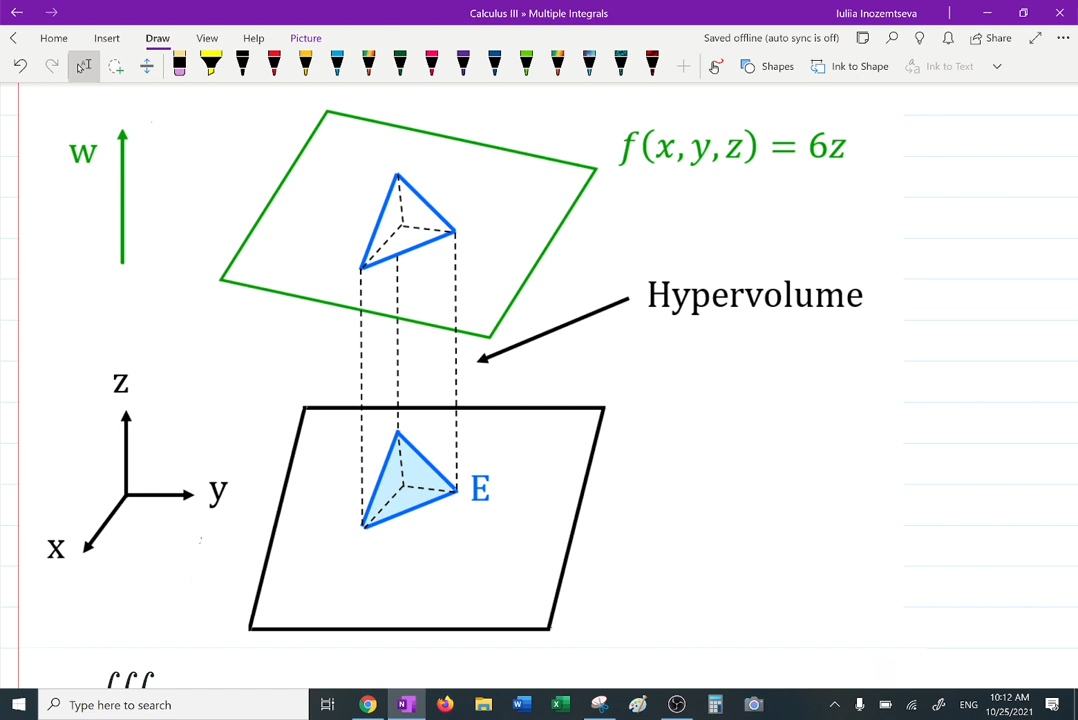 Calculus III » Multiple Integrals
Iuliia Inozemtseva
Home Insert Draw View Help Picture
Saved offline (auto sync is off)
Share
Shapes
Ink to Shape
Ink to Text
w
f(x, y, z) = 6z
Hypervolume
z
y
x
E
∫∫∫
Type here to search
ENG
10:12 AM
10/25/2021